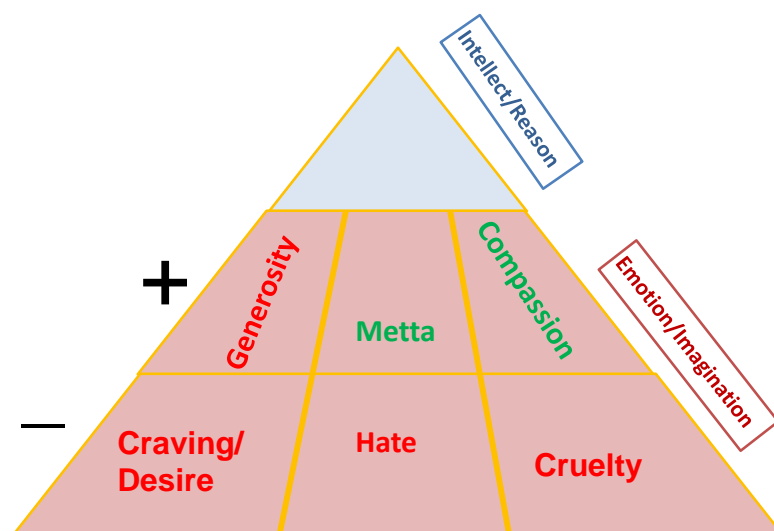 Intellect/Reason
+
Generosity
Metta
Compassion
Emotion/Imagination
—
Craving/
Desire
Hate
Cruelty